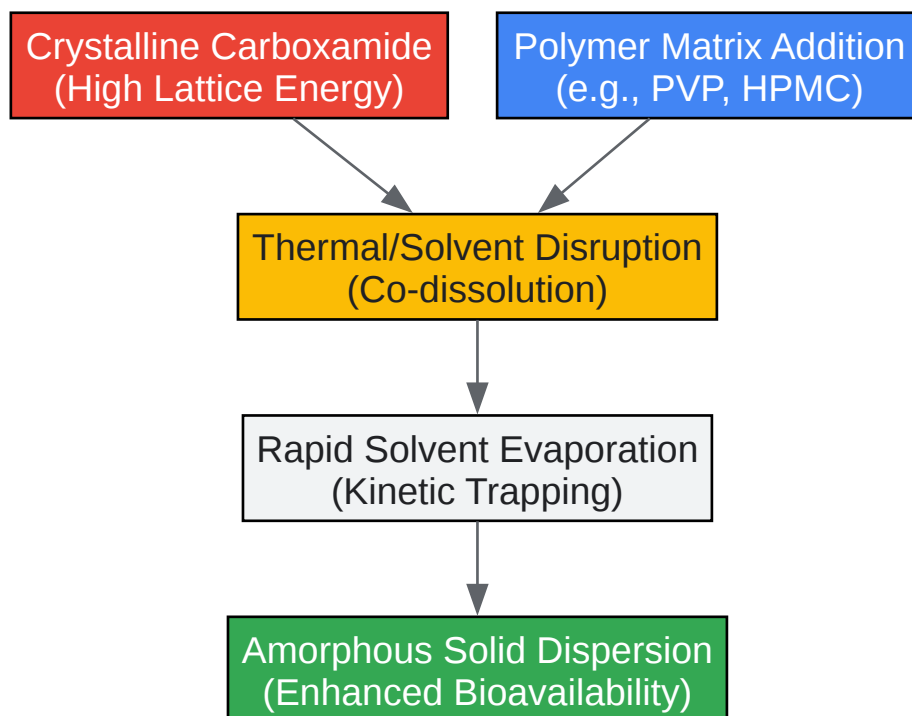 Crystalline Carboxamide
(High Lattice Energy)
Polymer Matrix Addition
(e.g., PVP, HPMC)
Thermal/Solvent Disruption
(Co-dissolution)
Rapid Solvent Evaporation
(Kinetic Trapping)
Amorphous Solid Dispersion
(Enhanced Bioavailability)